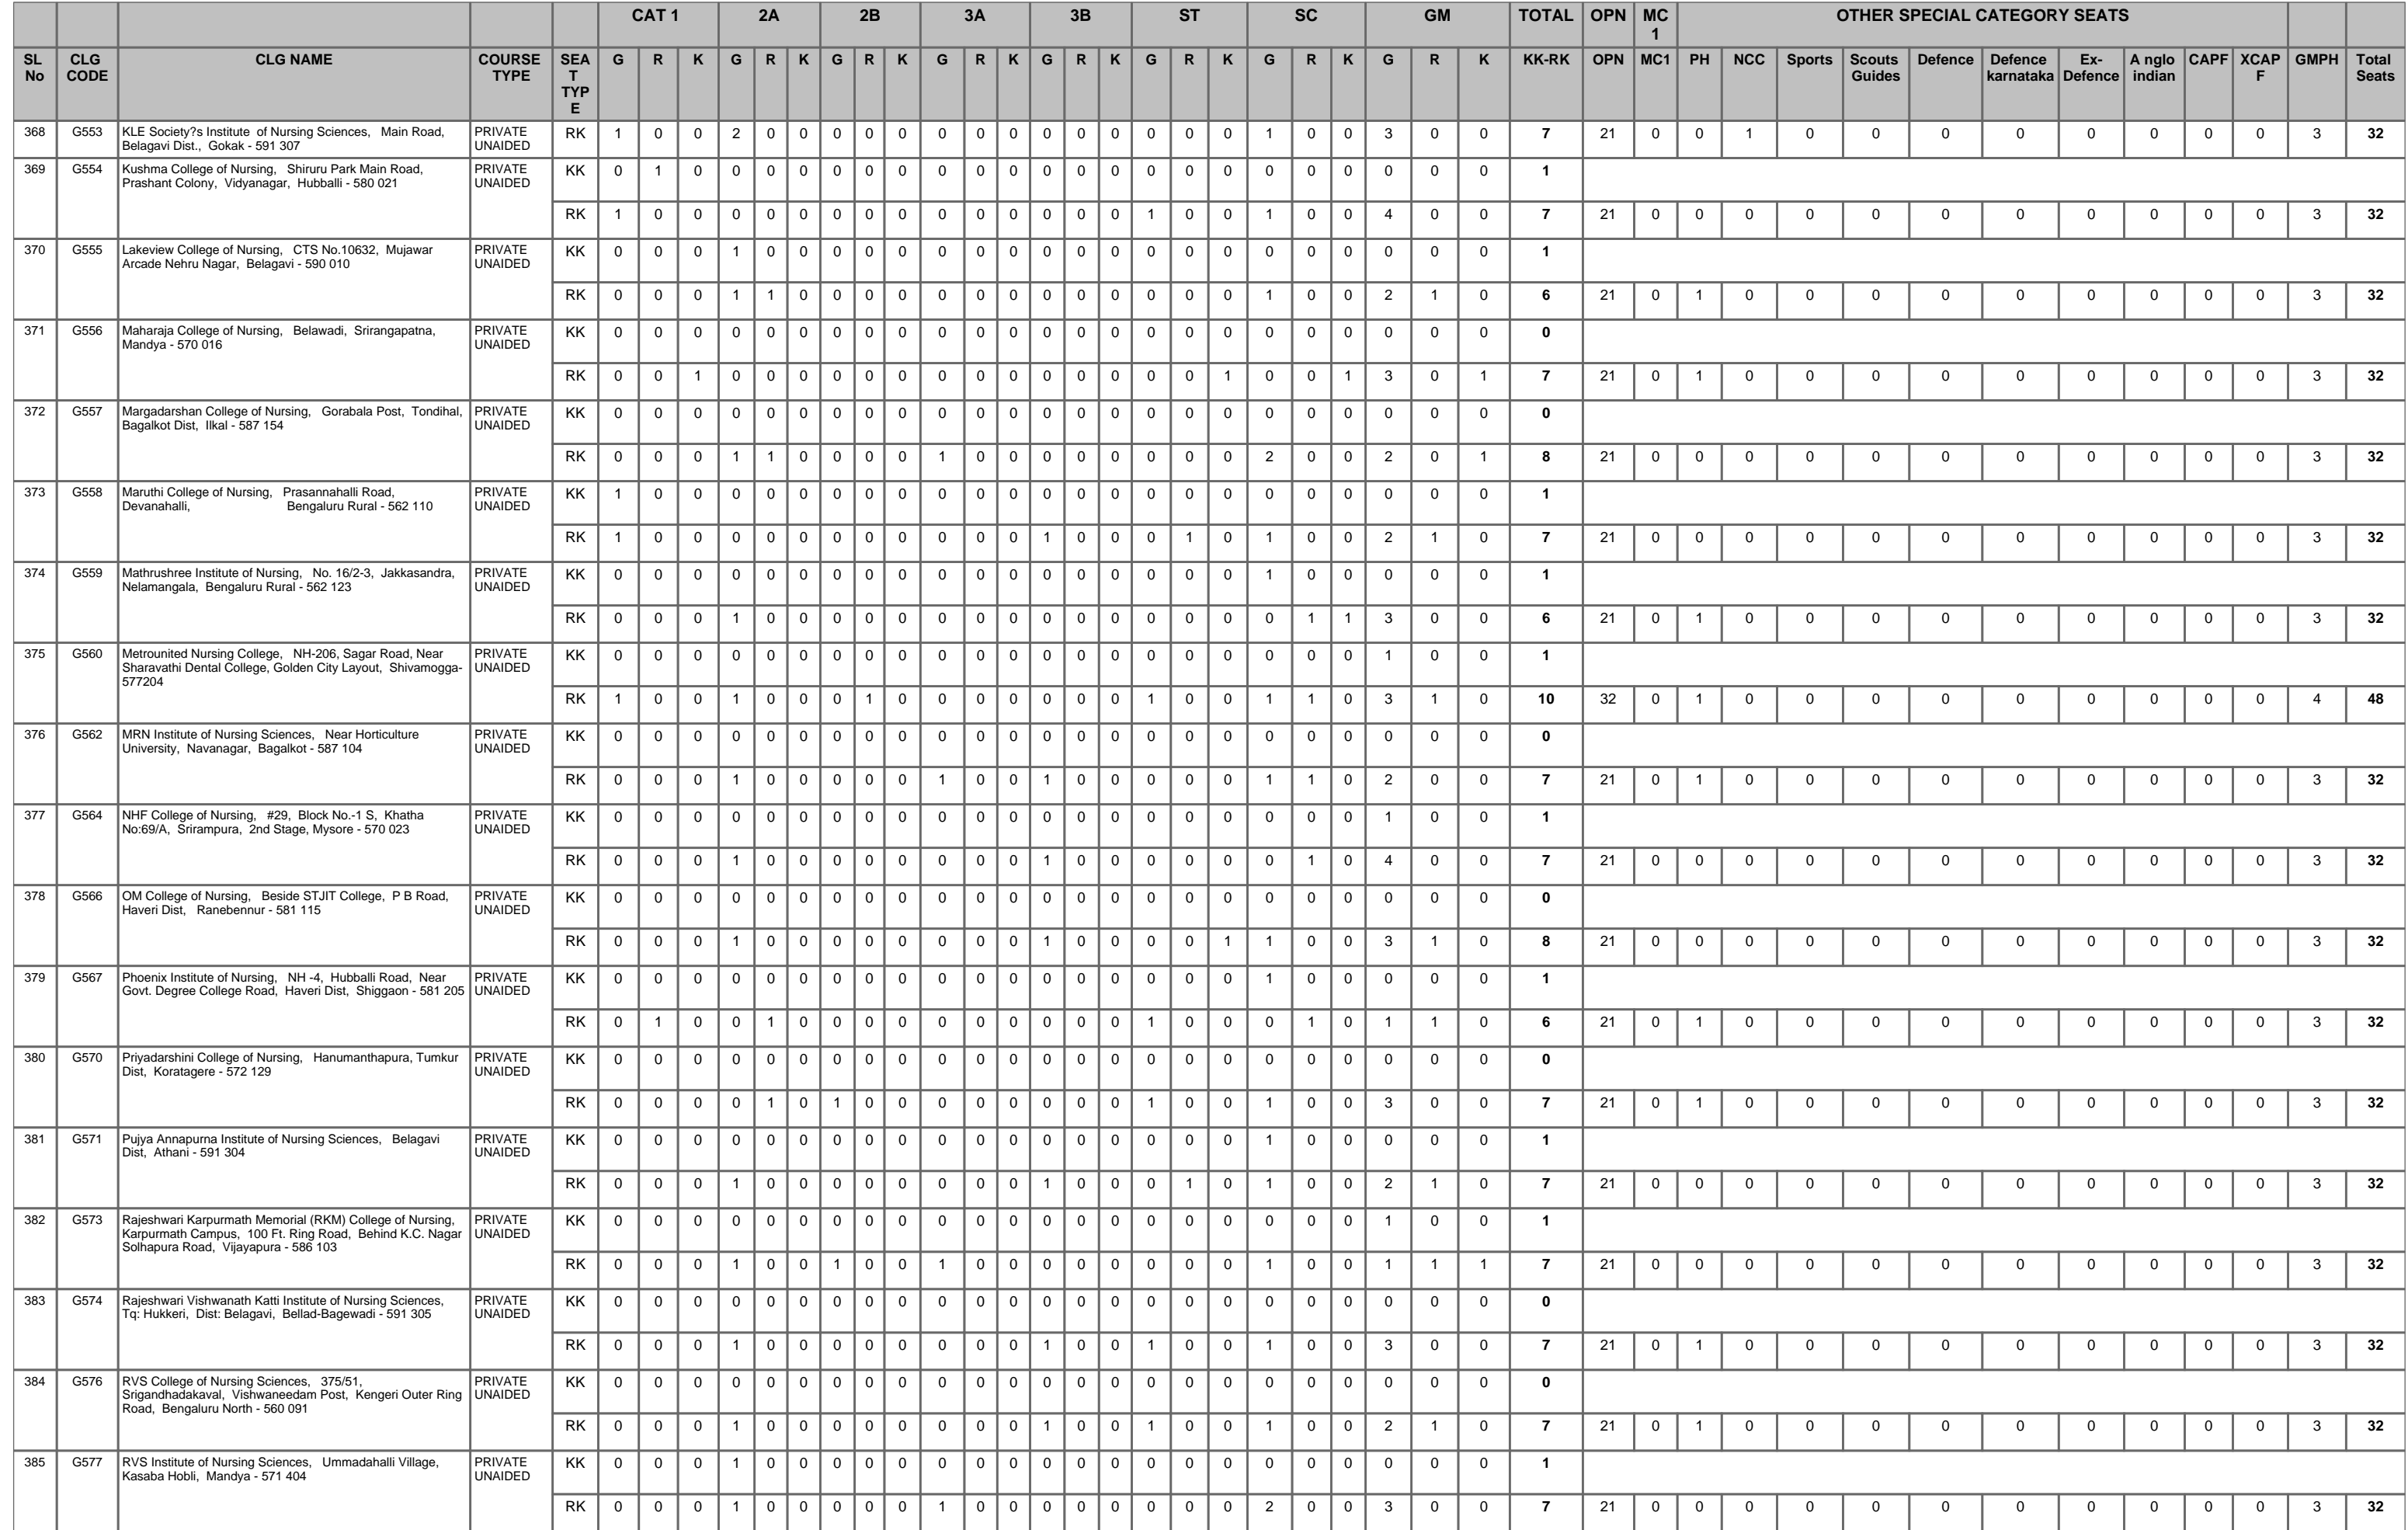 CAT 1 2A 2B 3A 3B ST SC GM TOTAL OPN MC 1 OTHER SPECIAL CATEGORY SEATS
SL No CLG CODE CLG NAME COURSE TYPE SEA T TYP E G R K G R K G R K G R K G R K G R K G R K G R K KK-RK OPN MC1 PH NCC Sports Scouts Guides Defence Defence karnataka Ex-Defence A nglo indian CAPF XCAP F GMPH Total Seats
368 G553 KLE Society?s Institute of Nursing Sciences, Main Road, PRIVATE RK 1 0 0 2 0 0 0 0 0 0 0 0 0 0 0 0 0 0 1 0 0 3 0 0 7 21 0 0 1 0 0 0 0 0 0 0 0 3 32
Belagavi Dist., Gokak - 591 307 UNAIDED
369 G554 Kushma College of Nursing, Shiruru Park Main Road, PRIVATE KK 0 1 0 0 0 0 0 0 0 0 0 0 0 0 0 0 0 0 0 0 0 0 0 0 1
Prashant Colony, Vidyanagar, Hubballi - 580 021 UNAIDED
RK 1 0 0 0 0 0 0 0 0 0 0 0 0 0 0 1 0 0 1 0 0 4 0 0 7 21 0 0 0 0 0 0 0 0 0 0 0 3 32
370 G555 Lakeview College of Nursing, CTS No.10632, Mujawar PRIVATE KK 0 0 0 1 0 0 0 0 0 0 0 0 0 0 0 0 0 0 0 0 0 0 0 0 1
Arcade Nehru Nagar, Belagavi - 590 010 UNAIDED
RK 0 0 0 1 1 0 0 0 0 0 0 0 0 0 0 0 0 0 1 0 0 2 1 0 6 21 0 1 0 0 0 0 0 0 0 0 0 3 32
371 G556 Maharaja College of Nursing, Belawadi, Srirangapatna, PRIVATE KK 0 0 0 0 0 0 0 0 0 0 0 0 0 0 0 0 0 0 0 0 0 0 0 0 0
Mandya - 570 016 UNAIDED
RK 0 0 1 0 0 0 0 0 0 0 0 0 0 0 0 0 0 1 0 0 1 3 0 1 7 21 0 1 0 0 0 0 0 0 0 0 0 3 32
372 G557 Margadarshan College of Nursing, Gorabala Post, Tondihal, PRIVATE KK 0 0 0 0 0 0 0 0 0 0 0 0 0 0 0 0 0 0 0 0 0 0 0 0 0
Bagalkot Dist, Ilkal - 587 154 UNAIDED
RK 0 0 0 1 1 0 0 0 0 1 0 0 0 0 0 0 0 0 2 0 0 2 0 1 8 21 0 0 0 0 0 0 0 0 0 0 0 3 32
373 G558 Maruthi College of Nursing, Prasannahalli Road, PRIVATE KK 1 0 0 0 0 0 0 0 0 0 0 0 0 0 0 0 0 0 0 0 0 0 0 0 1
Devanahalli, Bengaluru Rural - 562 110 UNAIDED
RK 1 0 0 0 0 0 0 0 0 0 0 0 1 0 0 0 1 0 1 0 0 2 1 0 7 21 0 0 0 0 0 0 0 0 0 0 0 3 32
374 G559 Mathrushree Institute of Nursing, No. 16/2-3, Jakkasandra, PRIVATE KK 0 0 0 0 0 0 0 0 0 0 0 0 0 0 0 0 0 0 1 0 0 0 0 0 1
Nelamangala, Bengaluru Rural - 562 123 UNAIDED
RK 0 0 0 1 0 0 0 0 0 0 0 0 0 0 0 0 0 0 0 1 1 3 0 0 6 21 0 1 0 0 0 0 0 0 0 0 0 3 32
375 G560 Metrounited Nursing College, NH-206, Sagar Road, Near PRIVATE KK 0 0 0 0 0 0 0 0 0 0 0 0 0 0 0 0 0 0 0 0 0 1 0 0 1
Sharavathi Dental College, Golden City Layout, Shivamogga- UNAIDED
577204
RK 1 0 0 1 0 0 0 1 0 0 0 0 0 0 0 1 0 0 1 1 0 3 1 0 10 32 0 1 0 0 0 0 0 0 0 0 0 4 48
376 G562 MRN Institute of Nursing Sciences, Near Horticulture PRIVATE KK 0 0 0 0 0 0 0 0 0 0 0 0 0 0 0 0 0 0 0 0 0 0 0 0 0
University, Navanagar, Bagalkot - 587 104 UNAIDED
RK 0 0 0 1 0 0 0 0 0 1 0 0 1 0 0 0 0 0 1 1 0 2 0 0 7 21 0 1 0 0 0 0 0 0 0 0 0 3 32
377 G564 NHF College of Nursing, #29, Block No.-1 S, Khatha PRIVATE KK 0 0 0 0 0 0 0 0 0 0 0 0 0 0 0 0 0 0 0 0 0 1 0 0 1
No:69/A, Srirampura, 2nd Stage, Mysore - 570 023 UNAIDED
RK 0 0 0 1 0 0 0 0 0 0 0 0 1 0 0 0 0 0 0 1 0 4 0 0 7 21 0 0 0 0 0 0 0 0 0 0 0 3 32
378 G566 OM College of Nursing, Beside STJIT College, P B Road, PRIVATE KK 0 0 0 0 0 0 0 0 0 0 0 0 0 0 0 0 0 0 0 0 0 0 0 0 0
Haveri Dist, Ranebennur - 581 115 UNAIDED
RK 0 0 0 1 0 0 0 0 0 0 0 0 1 0 0 0 0 1 1 0 0 3 1 0 8 21 0 0 0 0 0 0 0 0 0 0 0 3 32
379 G567 Phoenix Institute of Nursing, NH -4, Hubballi Road, Near PRIVATE KK 0 0 0 0 0 0 0 0 0 0 0 0 0 0 0 0 0 0 1 0 0 0 0 0 1
Govt. Degree College Road, Haveri Dist, Shiggaon - 581 205 UNAIDED
RK 0 1 0 0 1 0 0 0 0 0 0 0 0 0 0 1 0 0 0 1 0 1 1 0 6 21 0 1 0 0 0 0 0 0 0 0 0 3 32
380 G570 Priyadarshini College of Nursing, Hanumanthapura, Tumkur PRIVATE KK 0 0 0 0 0 0 0 0 0 0 0 0 0 0 0 0 0 0 0 0 0 0 0 0 0
Dist, Koratagere - 572 129 UNAIDED
RK 0 0 0 0 1 0 1 0 0 0 0 0 0 0 0 1 0 0 1 0 0 3 0 0 7 21 0 1 0 0 0 0 0 0 0 0 0 3 32
381 G571 Pujya Annapurna Institute of Nursing Sciences, Belagavi PRIVATE KK 0 0 0 0 0 0 0 0 0 0 0 0 0 0 0 0 0 0 1 0 0 0 0 0 1
Dist, Athani - 591 304 UNAIDED
RK 0 0 0 1 0 0 0 0 0 0 0 0 1 0 0 0 1 0 1 0 0 2 1 0 7 21 0 0 0 0 0 0 0 0 0 0 0 3 32
382 G573 Rajeshwari Karpurmath Memorial (RKM) College of Nursing, PRIVATE KK 0 0 0 0 0 0 0 0 0 0 0 0 0 0 0 0 0 0 0 0 0 1 0 0 1
Karpurmath Campus, 100 Ft. Ring Road, Behind K.C. Nagar UNAIDED
Solhapura Road, Vijayapura - 586 103
RK 0 0 0 1 0 0 1 0 0 1 0 0 0 0 0 0 0 0 1 0 0 1 1 1 7 21 0 0 0 0 0 0 0 0 0 0 0 3 32
383 G574 Rajeshwari Vishwanath Katti Institute of Nursing Sciences, PRIVATE KK 0 0 0 0 0 0 0 0 0 0 0 0 0 0 0 0 0 0 0 0 0 0 0 0 0
Tq: Hukkeri, Dist: Belagavi, Bellad-Bagewadi - 591 305 UNAIDED
RK 0 0 0 1 0 0 0 0 0 0 0 0 1 0 0 1 0 0 1 0 0 3 0 0 7 21 0 1 0 0 0 0 0 0 0 0 0 3 32
384 G576 RVS College of Nursing Sciences, 375/51, PRIVATE KK 0 0 0 0 0 0 0 0 0 0 0 0 0 0 0 0 0 0 0 0 0 0 0 0 0
Srigandhadakaval, Vishwaneedam Post, Kengeri Outer Ring UNAIDED
Road, Bengaluru North - 560 091
RK 0 0 0 1 0 0 0 0 0 0 0 0 1 0 0 1 0 0 1 0 0 2 1 0 7 21 0 1 0 0 0 0 0 0 0 0 0 3 32
385 G577 RVS Institute of Nursing Sciences, Ummadahalli Village, PRIVATE KK 0 0 0 1 0 0 0 0 0 0 0 0 0 0 0 0 0 0 0 0 0 0 0 0 1
Kasaba Hobli, Mandya - 571 404 UNAIDED
RK 0 0 0 1 0 0 0 0 0 1 0 0 0 0 0 0 0 0 2 0 0 3 0 0 7 21 0 0 0 0 0 0 0 0 0 0 0 3 32